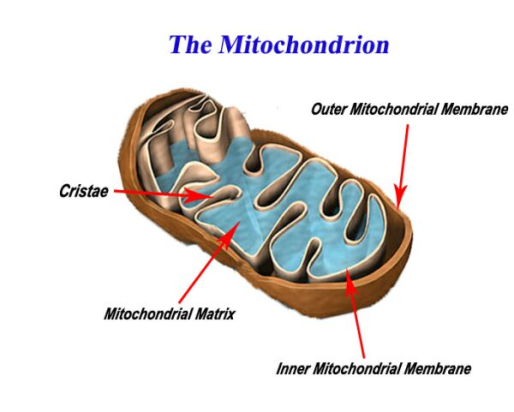 The Mitochondrion
Outer Mitochondrial Membrane
Cristae
Mitochondrial Matrix
Inner Mitochondrial Membrane